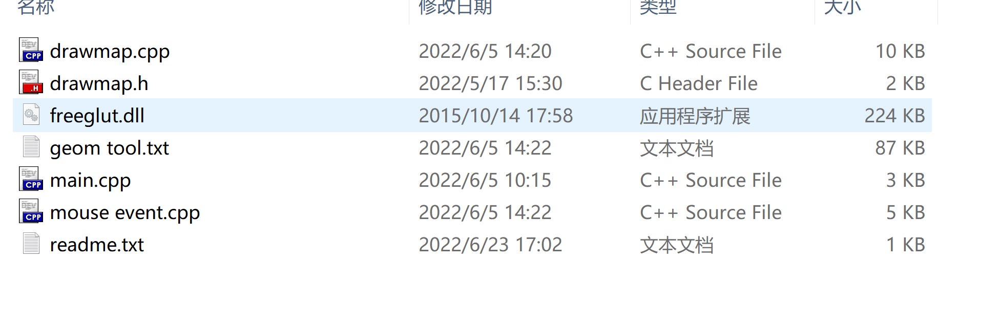 名称 修改日期 类型 大小
drawmap.cpp 2022/6/5 14:20 C++ Source File 10 KB
drawmap.h 2022/5/17 15:30 C Header File 2 KB
freeglut.dll 2015/10/14 17:58 应用程序扩展 224 KB
geom tool.txt 2022/6/5 14:22 文本文档 87 KB
main.cpp 2022/6/5 10:15 C++ Source File 3 KB
mouse event.cpp 2022/6/5 14:22 C++ Source File 5 KB
readme.txt 2022/6/23 17:02 文本文档 1 KB